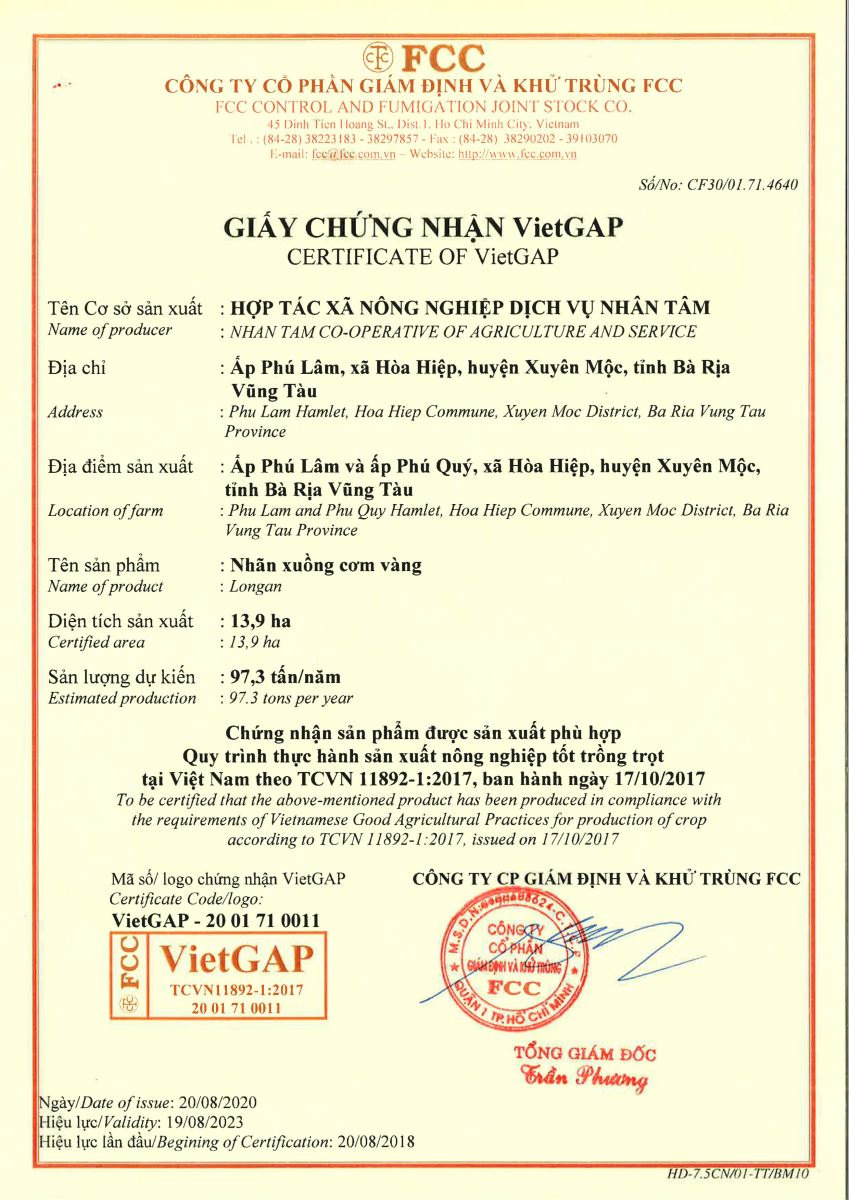 FCC
CÔNG TY CỔ PHẦN GIÁM ĐỊNH VÀ KHỬ TRÙNG FCC
FCC CONTROL AND FUMIGATION JOINT STOCK CO.
45 Dinh Tien Hoang St., Dist.1, Ho Chi Minh City, Vietnam
Tel . : (84-28) 38223183 - 38297857 - Fax : (84-28) 38290202 - 39103070
E-mail: fcc@fcc.com.vn – Website: http://www.fcc.com.vn
Số/No: CF30/01.71.4640
GIẤY CHỨNG NHẬN VietGAP
CERTIFICATE OF VietGAP
Tên Cơ sở sản xuất : HỢP TÁC XÃ NÔNG NGHIỆP DỊCH VỤ NHÂN TÂM
Name of producer : NHAN TAM CO-OPERATIVE OF AGRICULTURE AND SERVICE
Địa chỉ : Ấp Phú Lâm, xã Hòa Hiệp, huyện Xuyên Mộc, tỉnh Bà Rịa
Vũng Tàu
Address : Phu Lam Hamlet, Hoa Hiep Commune, Xuyen Moc District, Ba Ria Vung Tau
Province
Địa điểm sản xuất : Ấp Phú Lâm và ấp Phú Quý, xã Hòa Hiệp, huyện Xuyên Mộc,
tỉnh Bà Rịa Vũng Tàu
Location of farm : Phu Lam and Phu Quy Hamlet, Hoa Hiep Commune, Xuyen Moc District, Ba Ria
Vung Tau Province
Tên sản phẩm : Nhãn xuồng cơm vàng
Name of product : Longan
Diện tích sản xuất : 13,9 ha
Certified area : 13,9 ha
Sản lượng dự kiến : 97,3 tấn/năm
Estimated production : 97.3 tons per year
Chứng nhận sản phẩm được sản xuất phù hợp
Quy trình thực hành sản xuất nông nghiệp tốt trồng trọt
tại Việt Nam theo TCVN 11892-1:2017, ban hành ngày 17/10/2017
To be certified that the above-mentioned product has been produced in compliance with
the requirements of Vietnamese Good Agricultural Practices for production of crop
according to TCVN 11892-1:2017, issued on 17/10/2017
Mã số/ logo chứng nhận VietGAP
Certificate Code/logo:
VietGAP - 20 01 71 0011
FCC
VietGAP
TCVN11892-1:2017
20 01 71 0011
CÔNG TY CP GIÁM ĐỊNH VÀ KHỬ TRÙNG FCC
CÔNG TY
CỔ PHẦN
GIÁM ĐỊNH VÀ KHỬ TRÙNG
FCC
QUẬN 1 TP. HỒ CHÍ MINH
TỔNG GIÁM ĐỐC
Trần Phương
Ngày/Date of issue: 20/08/2020
Hiệu lực/Validity: 19/08/2023
Hiệu lực lần đầu/Begining of Certification: 20/08/2018
HD-7.5CN/01-TT/BM10